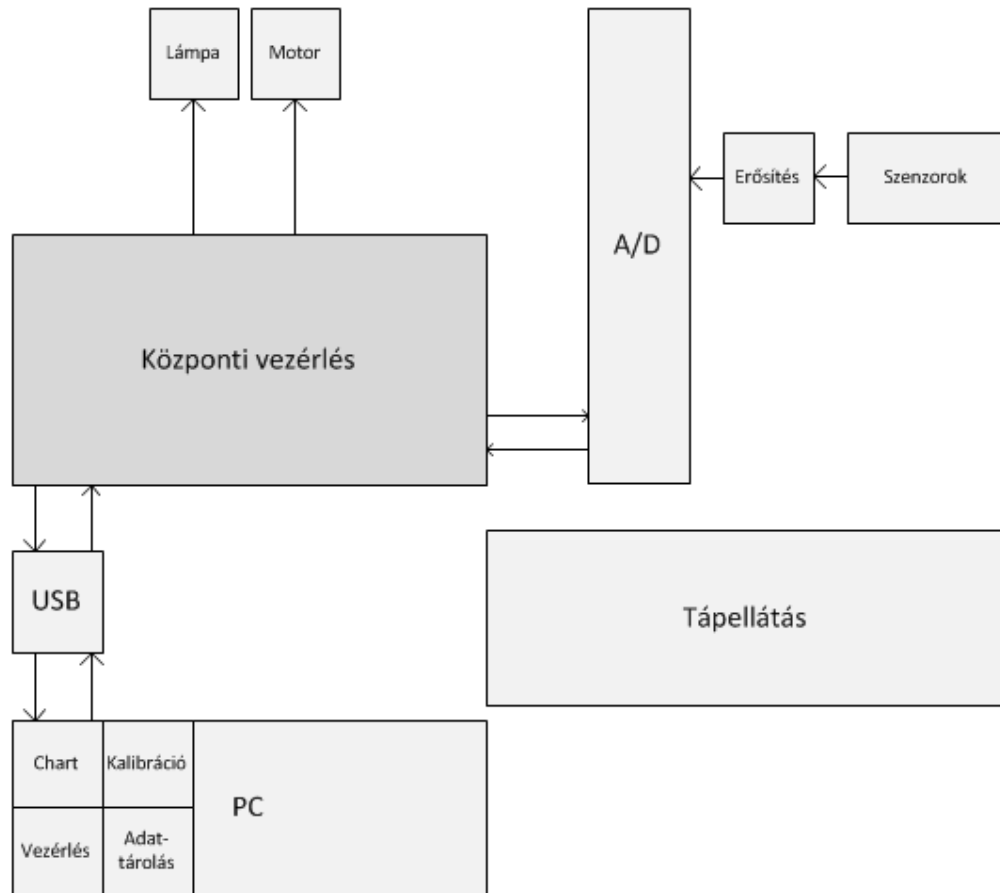 Lámpa
Motor
Erősítés
Szenzorok
A/D
Központi vezérlés
USB
Tápellátás
Chart
Kalibráció
PC
Vezérlés
Adat-
tárolás